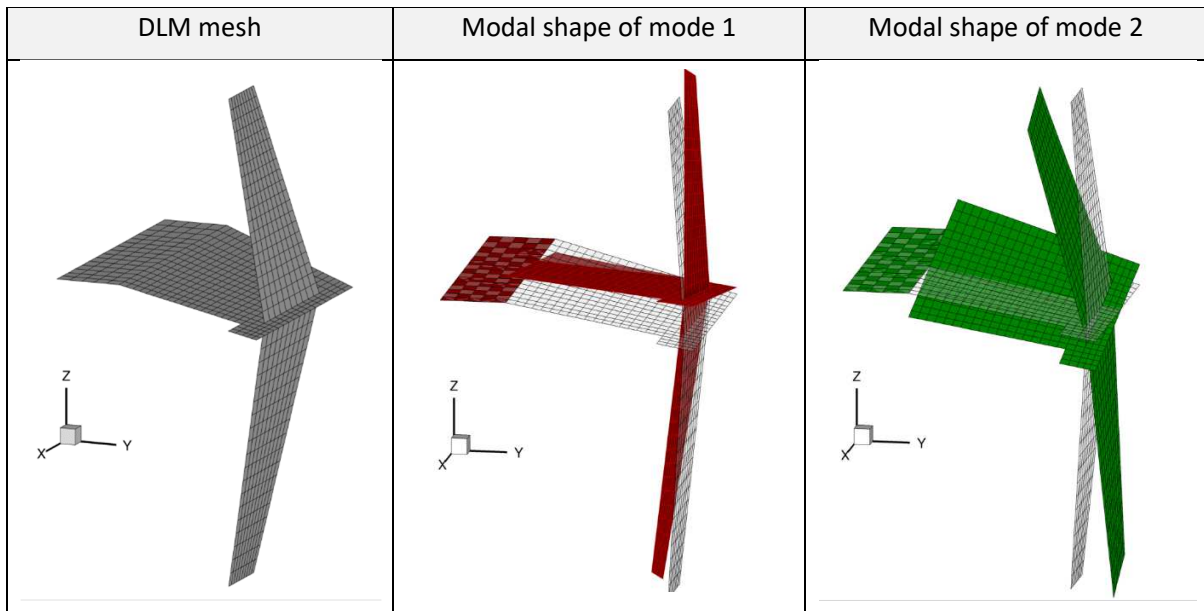 DLM mesh
Modal shape of mode 1
Modal shape of mode 2
Z
X
Y
Z
X
Y
Z
X
Y